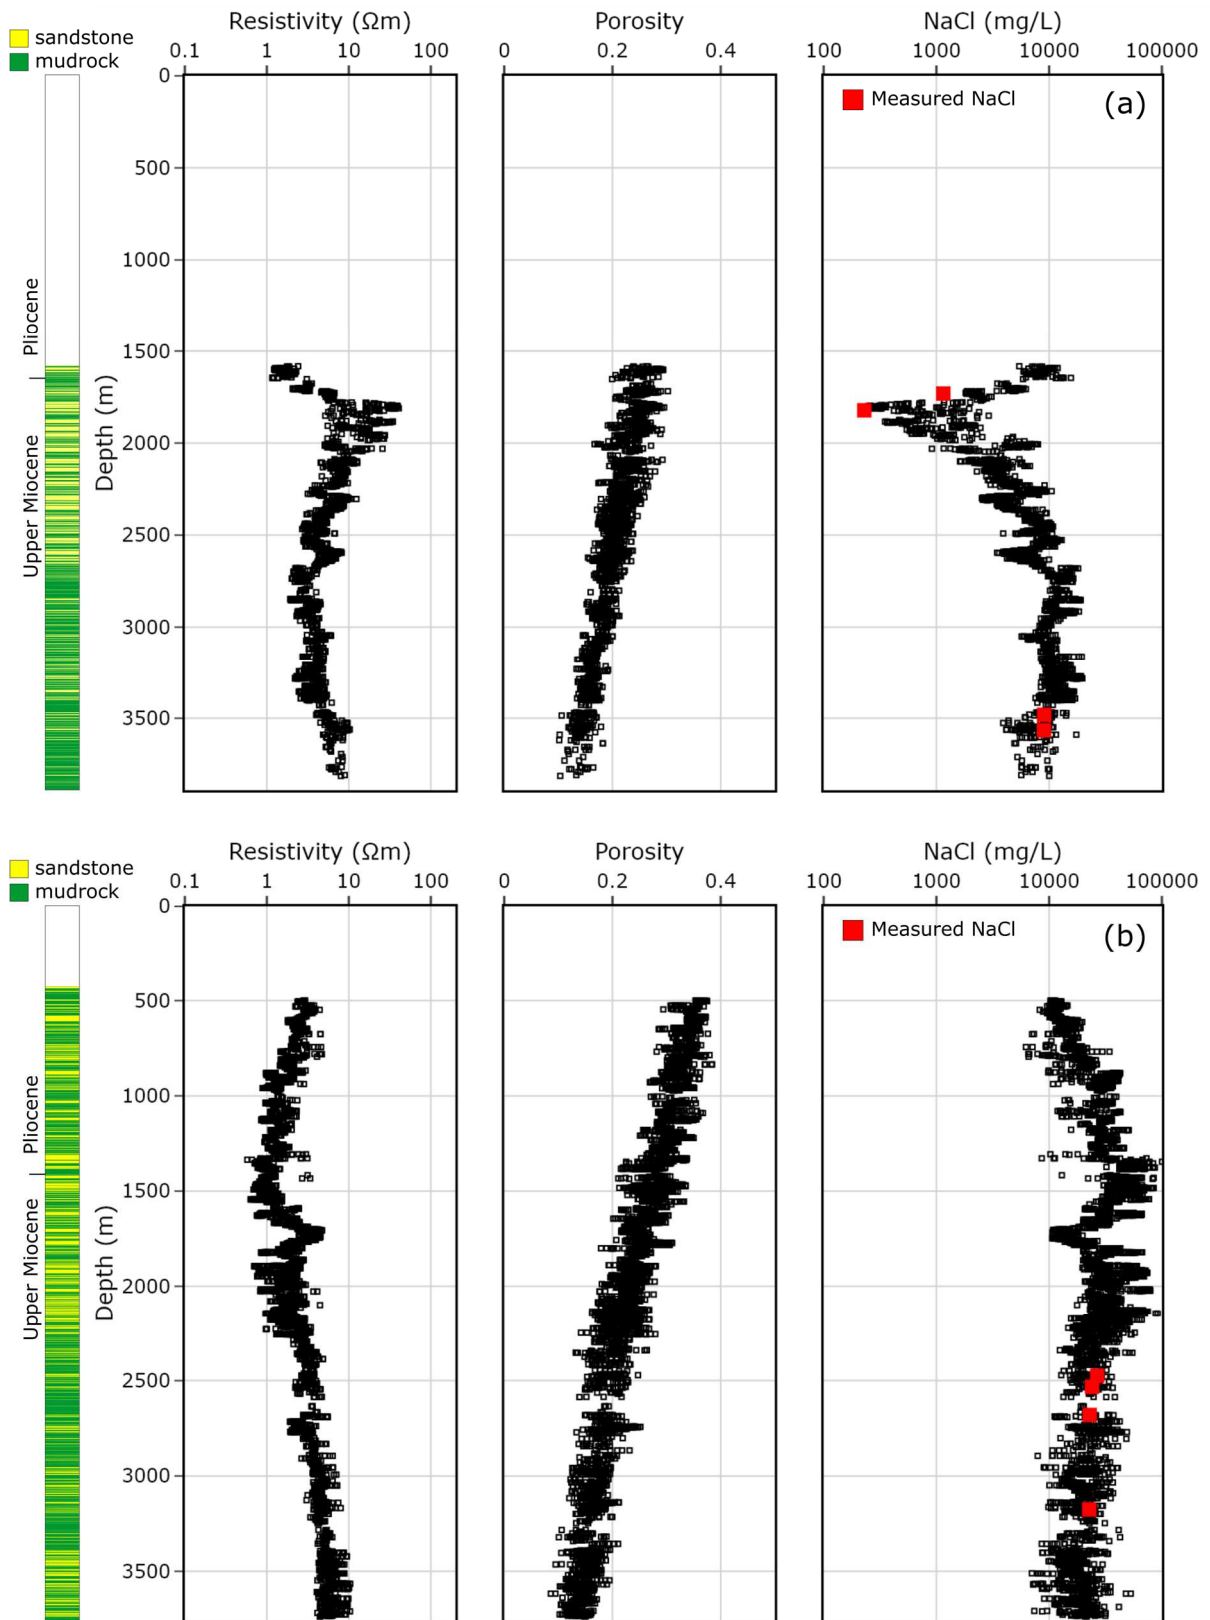 Resistivity (Ωm) Porosity NaCl (mg/L)
sandstone
mudrock
0.1 1 10 100 0 0.2 0.4 100 1000 10000 100000
0
Measured NaCl (a)
500
1000
Pliocene
1500
Depth (m)
2000
Upper Miocene
2500
3000
3500
Resistivity (Ωm) Porosity NaCl (mg/L)
sandstone
mudrock
0.1 1 10 100 0 0.2 0.4 100 1000 10000 100000
0
Measured NaCl (b)
500
1000
Pliocene
1500
Depth (m)
Upper Miocene
2000
2500
3000
3500